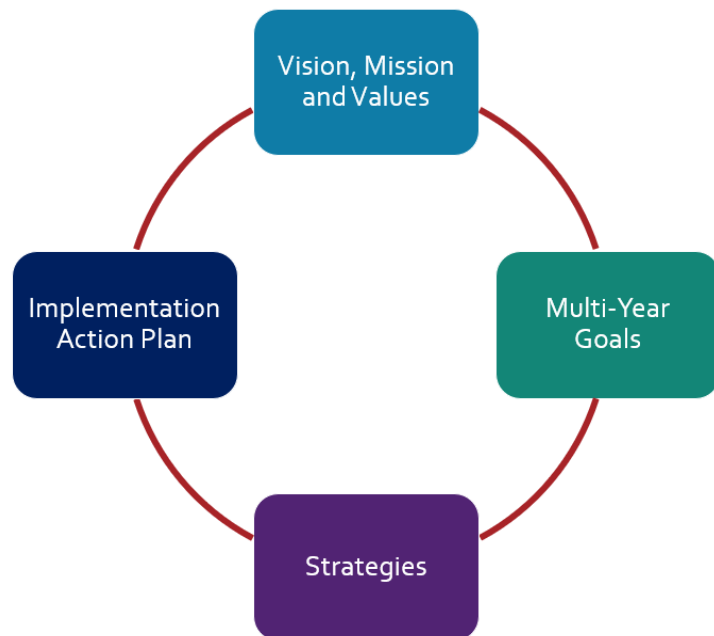 Vision, Mission
and Values
Implementation
Action Plan
Multi-Year
Goals
Strategies